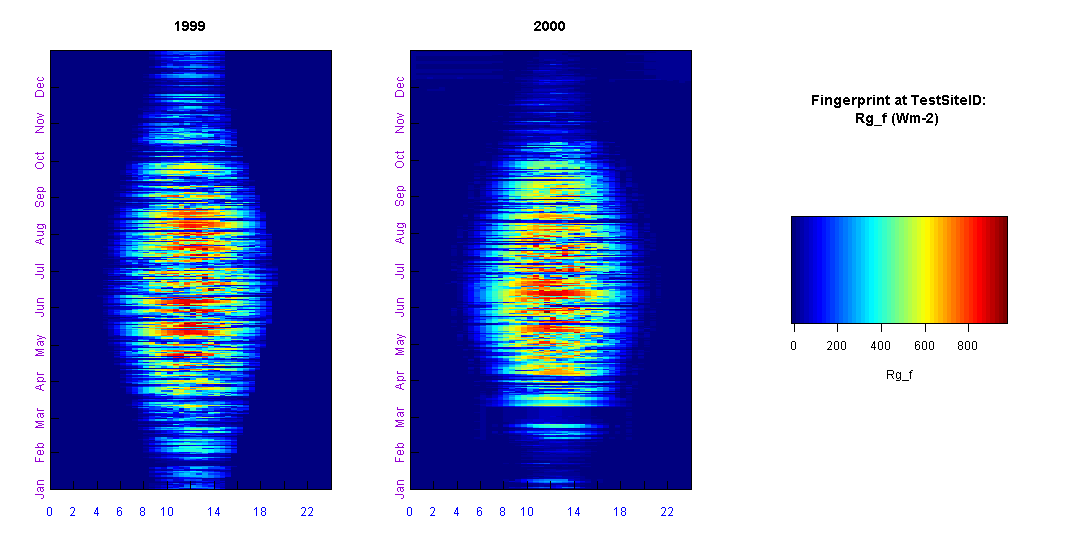 1999
2000
Fingerprint at TestSiteID:
Rg_f (Wm-2)
Dec
Nov
Oct
Sep
Aug
Jul
Jun
May
Apr
Mar
Feb
Jan
0 2 4 6 8 10 14 18 22
Dec
Nov
Oct
Sep
Aug
Jul
Jun
May
Apr
Mar
Feb
Jan
0 2 4 6 8 10 14 18 22
0 200 400 600 800
Rg_f